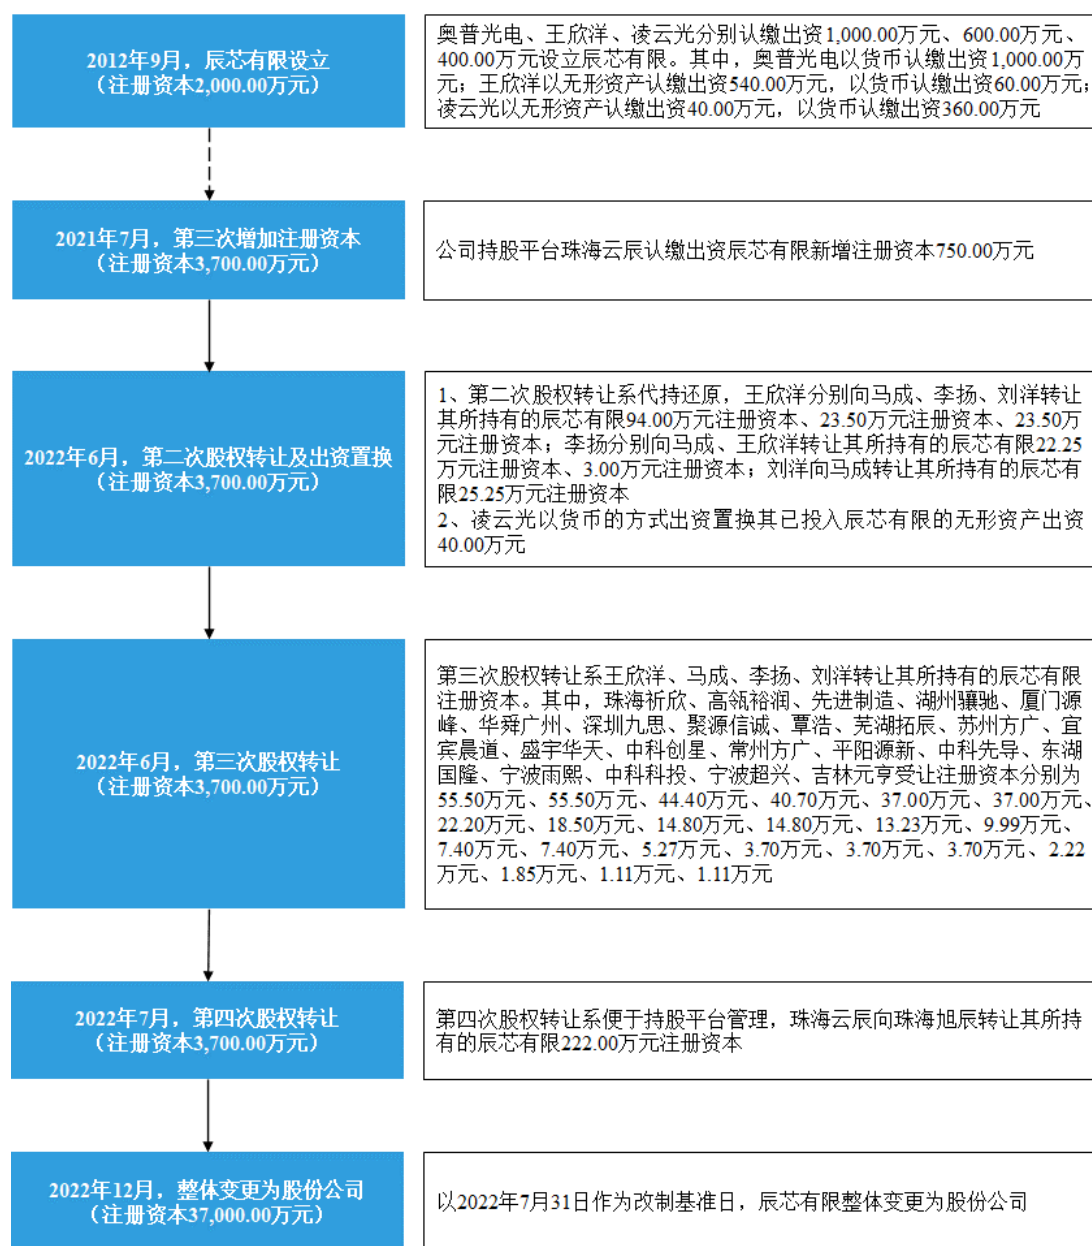 2012年9月，辰芯有限设立
（注册资本2,000.00万元）
奥普光电、王欣洋、凌云光分别认缴出资1,000.00万元、600.00万元、
400.00万元设立辰芯有限。其中，奥普光电以货币认缴出资1,000.00万
元；王欣洋以无形资产认缴出资540.00万元，以货币认缴出资60.00万元；
凌云光以无形资产认缴出资40.00万元，以货币认缴出资360.00万元
2021年7月，第三次增加注册资本
（注册资本3,700.00万元）
公司持股平台珠海云辰认缴出资辰芯有限新增注册资本750.00万元
2022年6月，第二次股权转让及出资置换
（注册资本3,700.00万元）
1、第二次股权转让系代持还原，王欣洋分别向马成、李扬、刘洋转让
其所持有的辰芯有限94.00万元注册资本、23.50万元注册资本、23.50万
元注册资本；李扬分别向马成、王欣洋转让其所持有的辰芯有限22.25
万元注册资本、3.00万元注册资本；刘洋向马成转让其所持有的辰芯有
限25.25万元注册资本
2、凌云光以货币的方式出资置换其已投入辰芯有限的无形资产出资
40.00万元
2022年6月，第三次股权转让
（注册资本3,700.00万元）
第三次股权转让系王欣洋、马成、李扬、刘洋转让其所持有的辰芯有限
注册资本。其中，珠海祈欣、高瓴裕润、先进制造、湖州骧驰、厦门源
峰、华舜广州、深圳九思、聚源信诚、覃浩、芜湖拓辰、苏州方广、宜
宾晨道、盛宇华天、中科创星、常州方广、平阳源新、中科先导、东湖
国隆、宁波雨熙、中科科投、宁波超兴、吉林元亨受让注册资本分别为
55.50万元、55.50万元、44.40万元、40.70万元、37.00万元、37.00万元、
22.20万元、18.50万元、14.80万元、14.80万元、13.23万元、9.99万元、
7.40万元、7.40万元、5.27万元、3.70万元、3.70万元、3.70万元、2.22
万元、1.85万元、1.11万元、1.11万元
2022年7月，第四次股权转让
（注册资本3,700.00万元）
第四次股权转让系便于持股平台管理，珠海云辰向珠海旭辰转让其所持
有的辰芯有限222.00万元注册资本
2022年12月，整体变更为股份公司
（注册资本37,000.00万元）
以2022年7月31日作为改制基准日，辰芯有限整体变更为股份公司